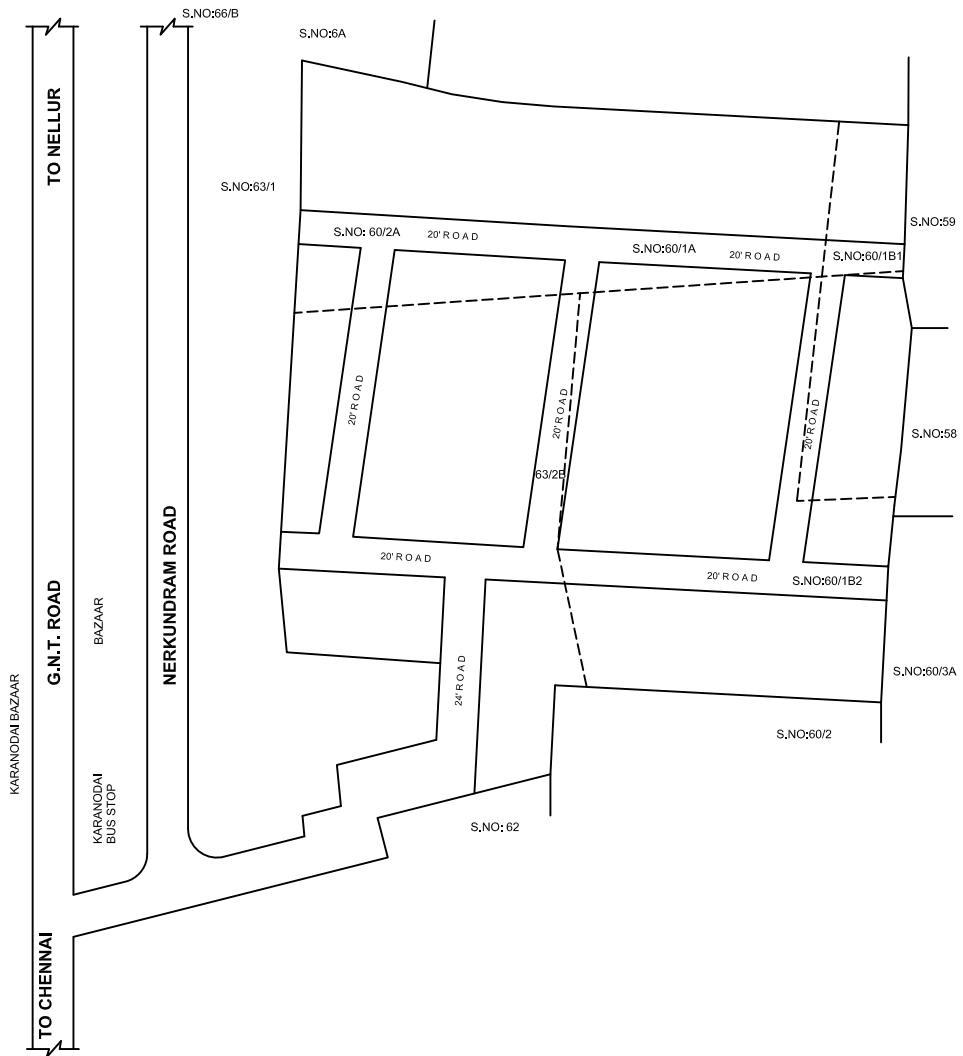 S.NO:66/B
S.NO:6A
TO NELLUR
S.NO:63/1
S.NO:59
S.NO: 60/2A
20' ROAD
S.NO:60/1A
20' ROAD
S.NO:60/1B1
20' ROAD
20' ROAD
20' ROAD
S.NO:58
63/2B
20' ROAD
20' ROAD
S.NO:60/1B2
NERKUNDRAM ROAD
G.N.T. ROAD
BAZAAR
24' ROAD
S.NO:60/3A
S.NO:60/2
KARANODAI BAZAAR
KARANODAI
BUS STOP
S.NO: 62
TO CHENNAI